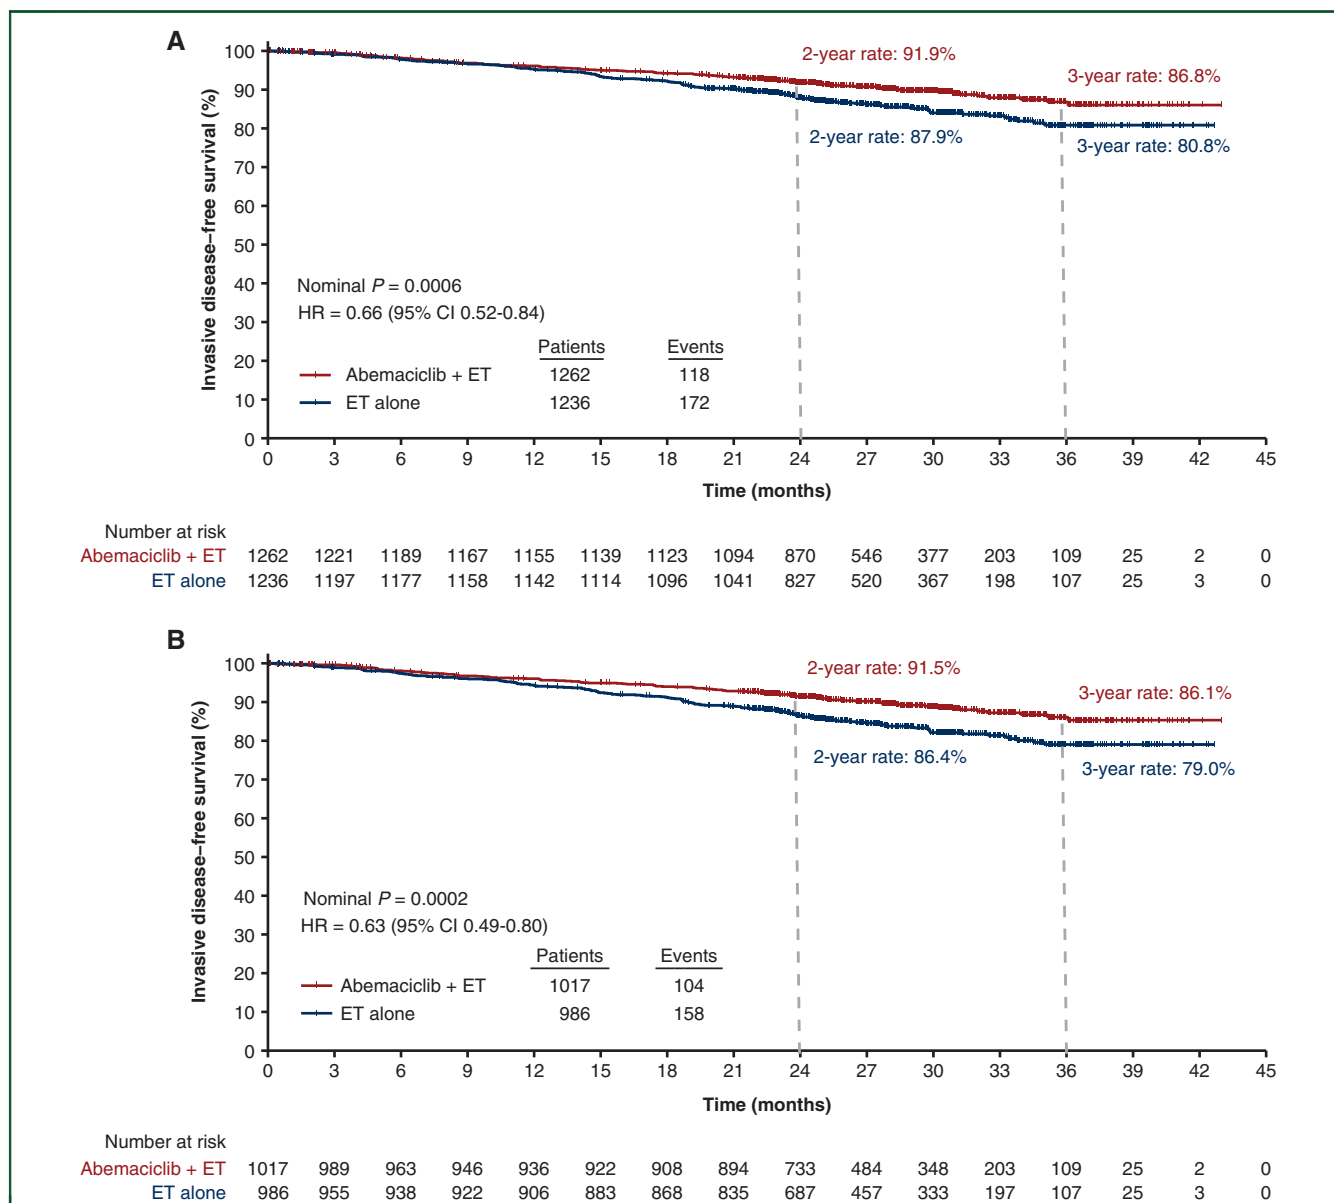 A
100
90
80
70
60
50
40
30
20
10
0
Invasive disease–free survival (%)
2-year rate: 91.9%
3-year rate: 86.8%
2-year rate: 87.9%
3-year rate: 80.8%
Nominal P = 0.0006
HR = 0.66 (95% CI 0.52-0.84)
Patients Events
Abemaciclib + ET 1262 118
ET alone 1236 172
0 3 6 9 12 15 18 21 24 27 30 33 36 39 42 45
Time (months)
Number at risk
Abemaciclib + ET 1262 1221 1189 1167 1155 1139 1123 1094 870 546 377 203 109 25 2 0
ET alone 1236 1197 1177 1158 1142 1114 1096 1041 827 520 367 198 107 25 3 0
B
100
90
80
70
60
50
40
30
20
10
0
Invasive disease–free survival (%)
2-year rate: 91.5%
3-year rate: 86.1%
2-year rate: 86.4%
3-year rate: 79.0%
Nominal P = 0.0002
HR = 0.63 (95% CI 0.49-0.80)
Patients Events
Abemaciclib + ET 1017 104
ET alone 986 158
0 3 6 9 12 15 18 21 24 27 30 33 36 39 42 45
Time (months)
Number at risk
Abemaciclib + ET 1017 989 963 946 936 922 908 894 733 484 348 203 109 25 2 0
ET alone 986 955 938 922 906 883 868 835 687 457 333 197 107 25 3 0